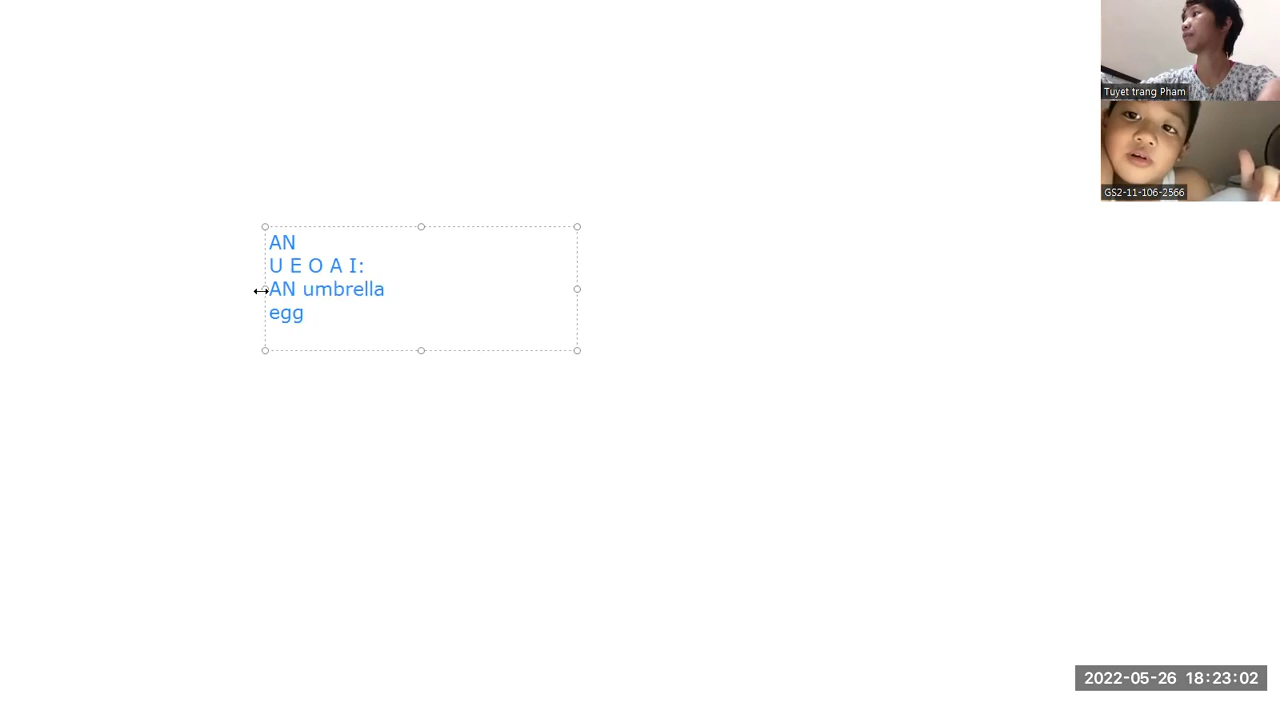 Tuyet trang Pham
GS2-11-106-2566
AN
U E O A I:
AN umbrella
egg
2022-05-26 18:23:02